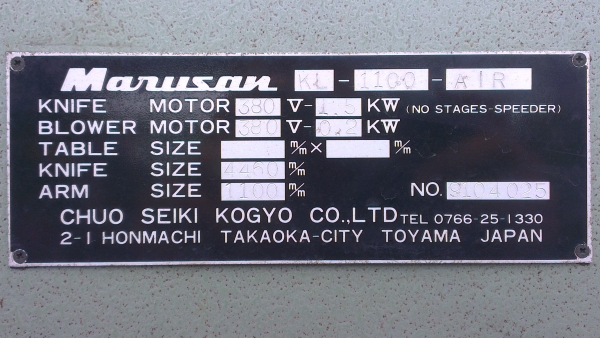 Marusan KL-1100-AIR
KNIFE MOTOR 380 V-1.5 KW (NO STAGES-SPEEDER)
BLOWER MOTOR 380 V-0.2 KW
TABLE SIZE m/m × m/m
KNIFE SIZE 4460 m/m
ARM SIZE 1100 m/m NO. 9104025
CHUO SEIKI KOGYO CO.,LTD TEL 0766-25-1330
2-1 HONMACHI TAKAOKA-CITY TOYAMA JAPAN